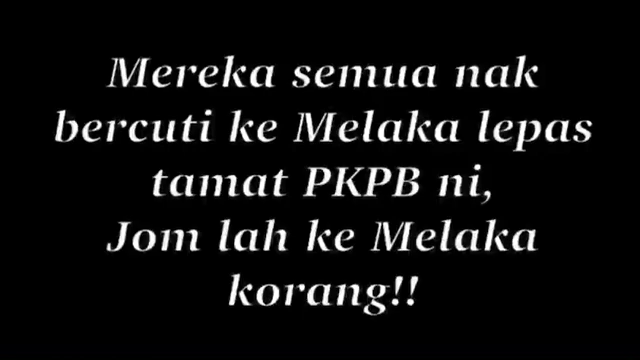 Mereka semua nak
bercuti ke Melaka lepas
tamat PKPB ni,
Jom lah ke Melaka
korang!!